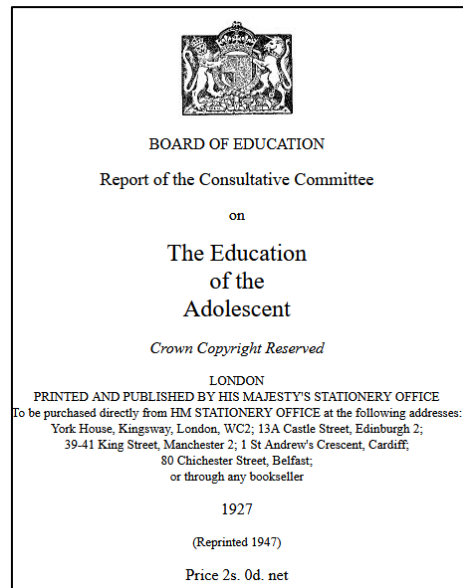 BOARD OF EDUCATION
Report of the Consultative Committee
on
The Education
of the
Adolescent
Crown Copyright Reserved
LONDON
PRINTED AND PUBLISHED BY HIS MAJESTY'S STATIONERY OFFICE
To be purchased directly from HM STATIONERY OFFICE at the following addresses:
York House, Kingsway, London, WC2; 13A Castle Street, Edinburgh 2;
39-41 King Street, Manchester 2; 1 St Andrew's Crescent, Cardiff;
80 Chichester Street, Belfast;
or through any bookseller
1927
(Reprinted 1947)
Price 2s. 0d. net